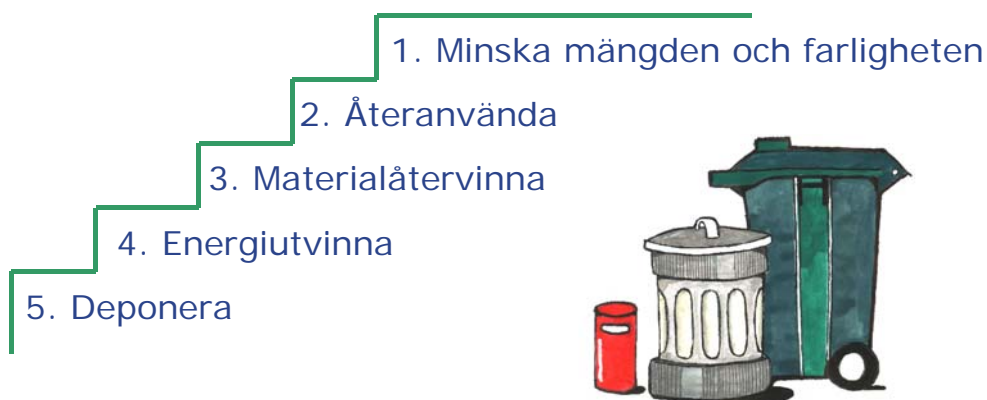 1. Minska mängden och farligheten
2. Återanvända
3. Materialåtervinna
4. Energiutvinna
5. Deponera